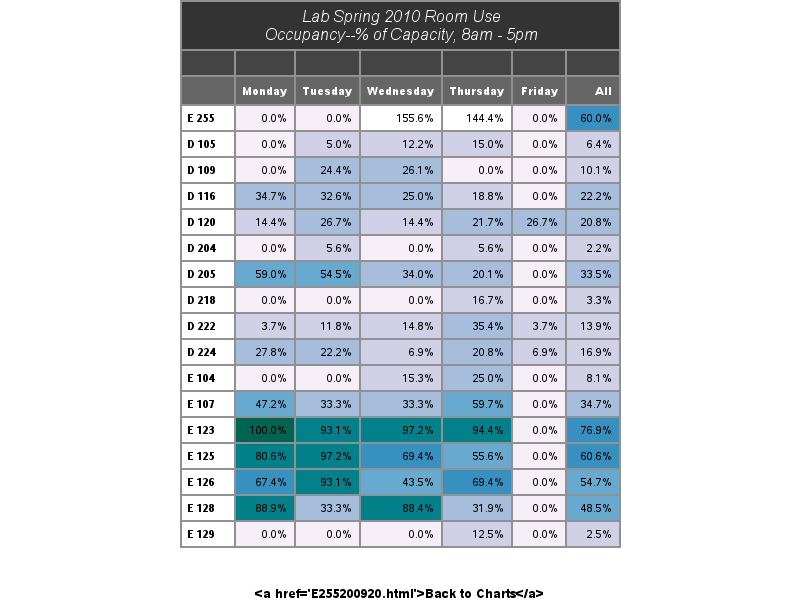 Lab Spring 2010 Room Use
Occupancy--% of Capacity, 8am - 5pm
Monday Tuesday Wednesday Thursday Friday All
E 255 0.0% 0.0% 155.6% 144.4% 0.0% 60.0%
D 105 0.0% 5.0% 12.2% 15.0% 0.0% 6.4%
D 109 0.0% 24.4% 26.1% 0.0% 0.0% 10.1%
D 116 34.7% 32.6% 25.0% 18.8% 0.0% 22.2%
D 120 14.4% 26.7% 14.4% 21.7% 26.7% 20.8%
D 204 0.0% 5.6% 0.0% 5.6% 0.0% 2.2%
D 205 59.0% 54.5% 34.0% 20.1% 0.0% 33.5%
D 218 0.0% 0.0% 0.0% 16.7% 0.0% 3.3%
D 222 3.7% 11.8% 14.8% 35.4% 3.7% 13.9%
D 224 27.8% 22.2% 6.9% 20.8% 6.9% 16.9%
E 104 0.0% 0.0% 15.3% 25.0% 0.0% 8.1%
E 107 47.2% 33.3% 33.3% 59.7% 0.0% 34.7%
E 123 100.0% 93.1% 97.2% 94.4% 0.0% 76.9%
E 125 80.6% 97.2% 69.4% 55.6% 0.0% 60.6%
E 126 67.4% 93.1% 43.5% 69.4% 0.0% 54.7%
E 128 88.9% 33.3% 88.4% 31.9% 0.0% 48.5%
E 129 0.0% 0.0% 0.0% 12.5% 0.0% 2.5%
<a href='E255200920.html'>Back to Charts</a>